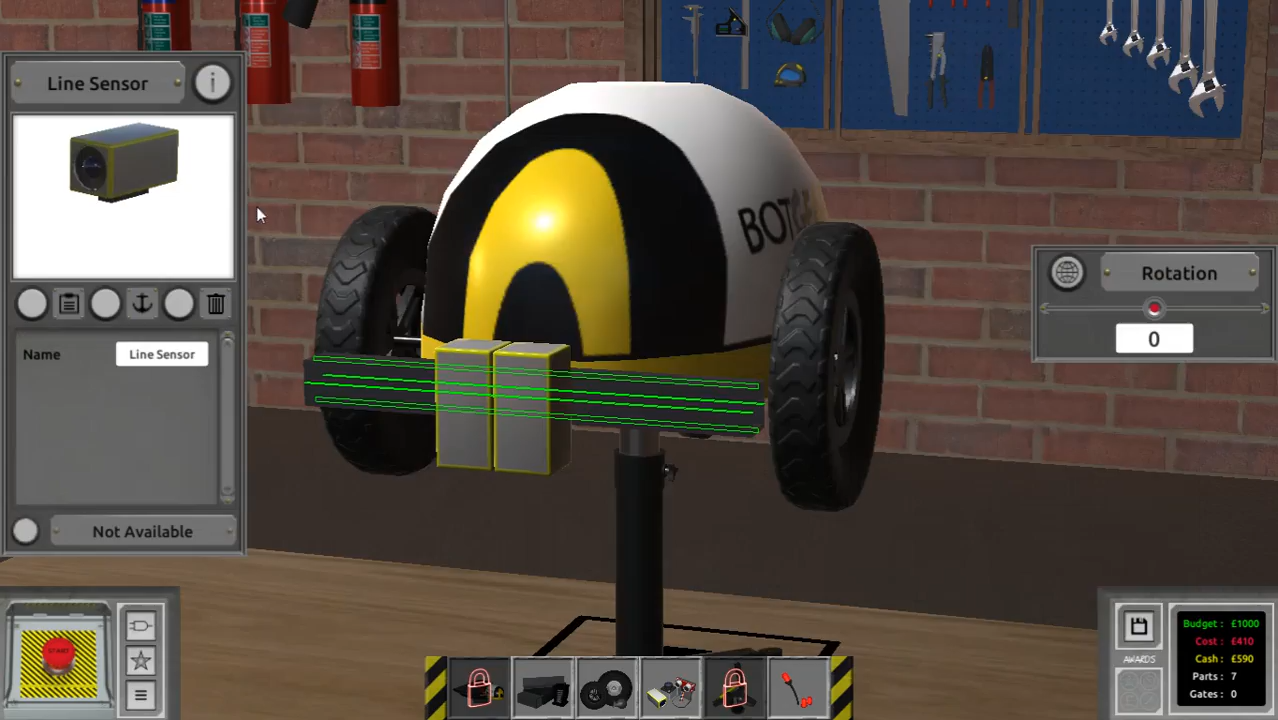 Line Sensor
Name
Line Sensor
Not Available
START
BOT
Rotation
0
AWARDS
Budget : £1000
Cost : £410
Cash : £590
Parts : 7
Gates : 0